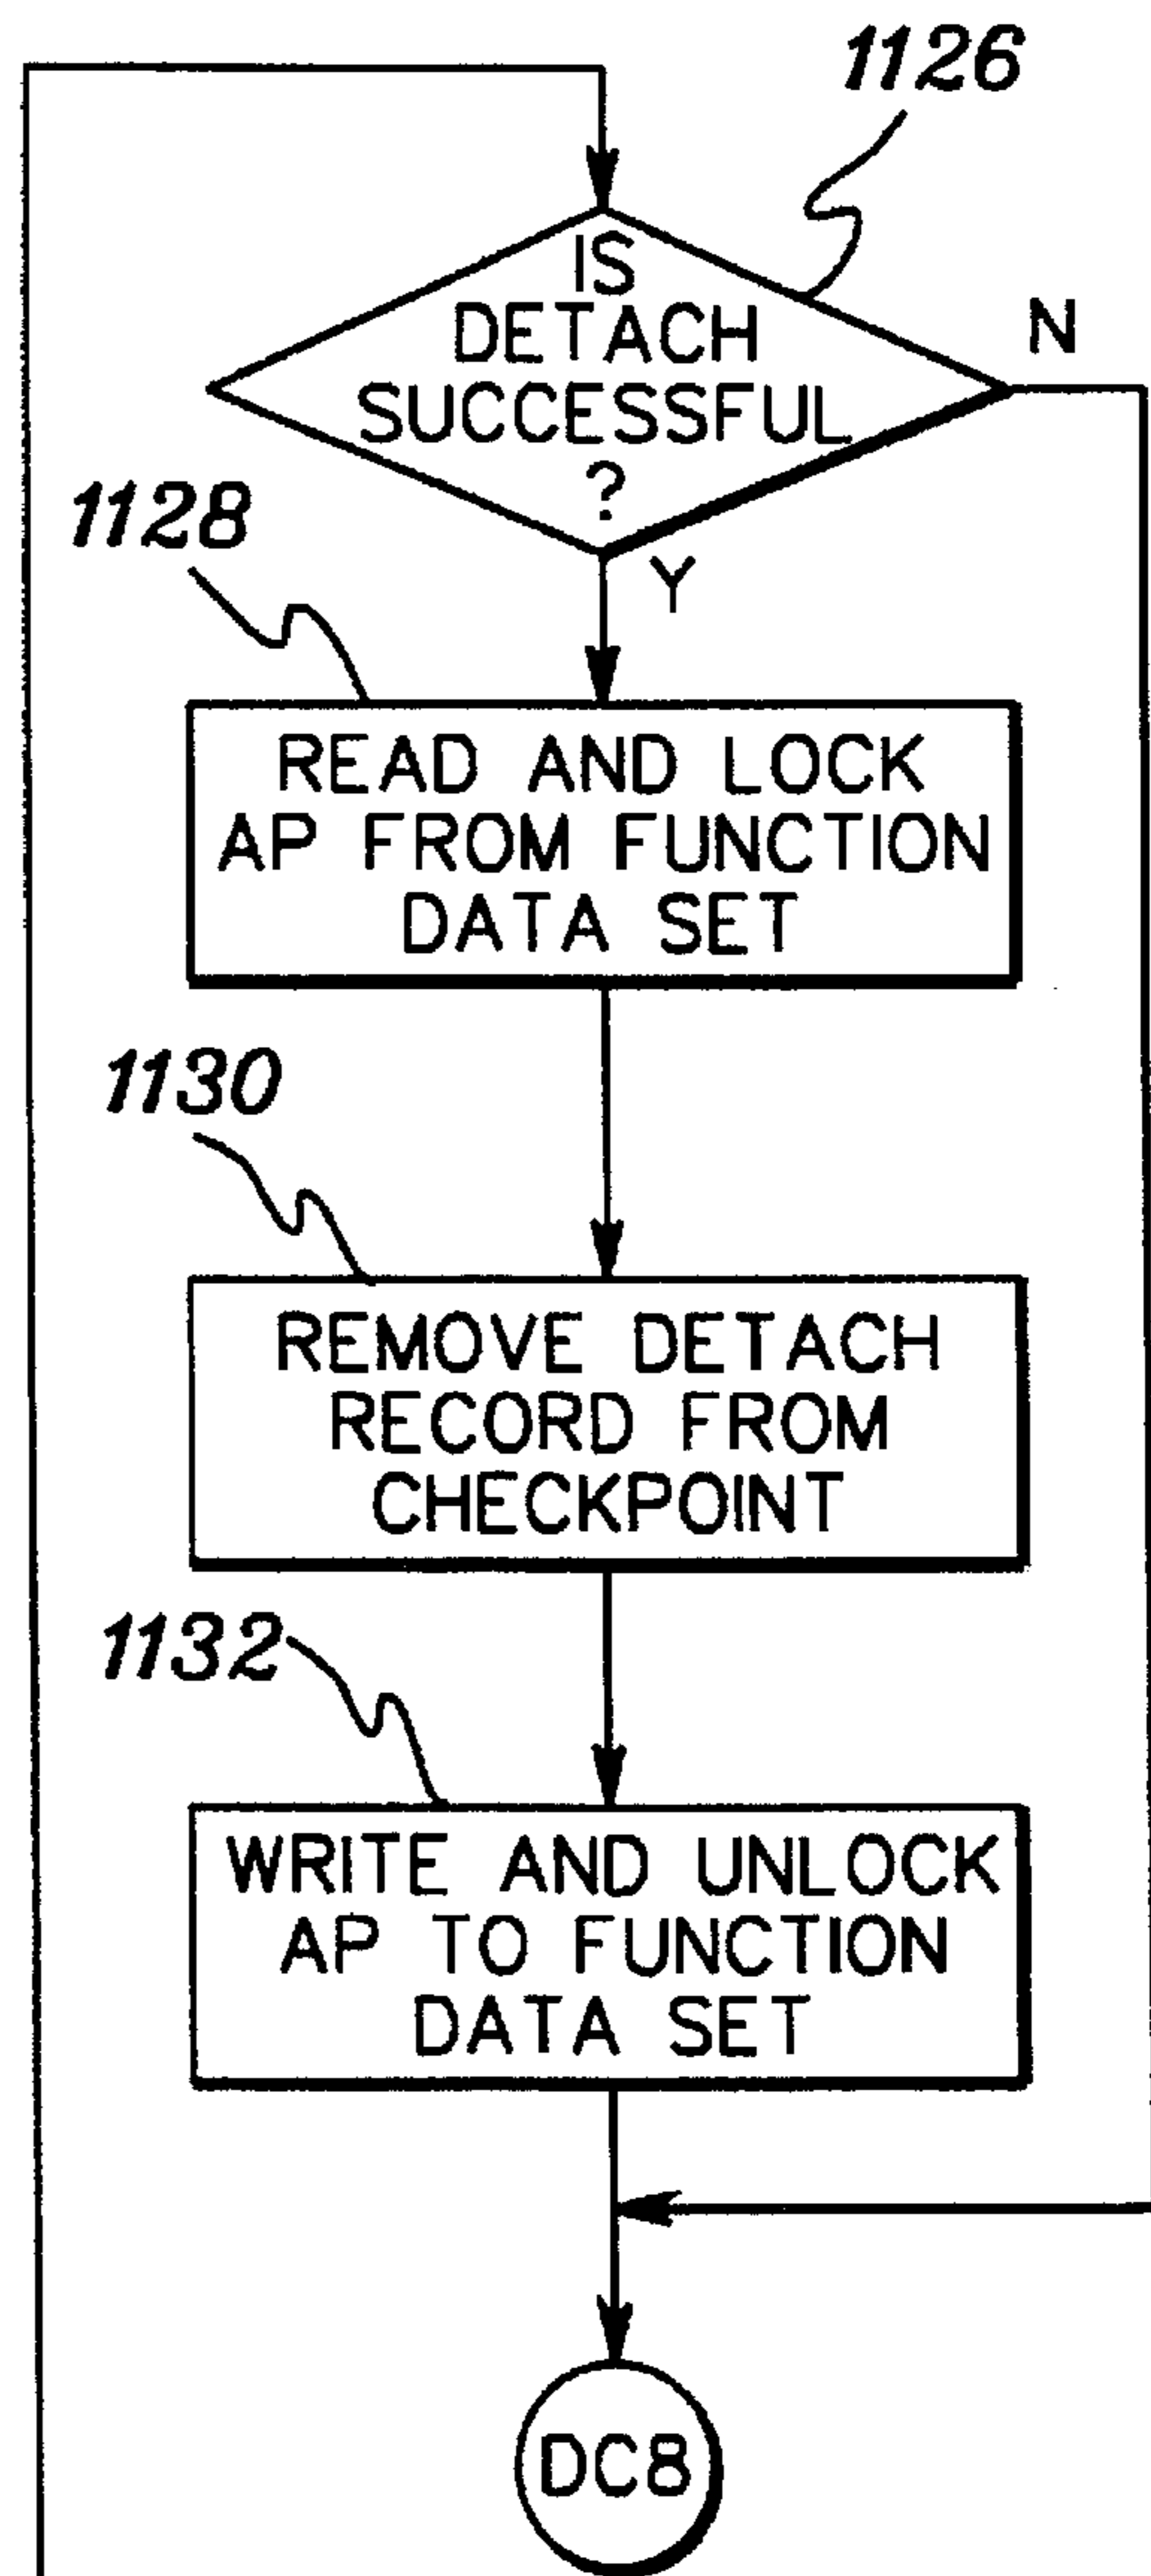 1126
IS
DETACH
SUCCESSFUL
?
N
Y
1128
READ AND LOCK
AP FROM FUNCTION
DATA SET
1130
REMOVE DETACH
RECORD FROM
CHECKPOINT
1132
WRITE AND UNLOCK
AP TO FUNCTION
DATA SET
DC8